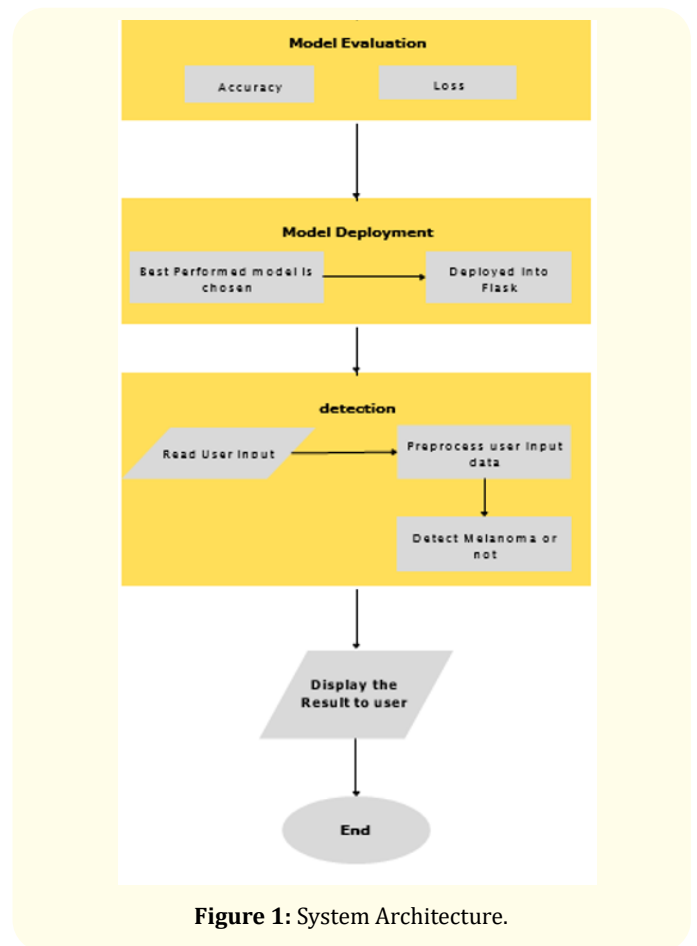 Model Evaluation
Accuracy
Loss
Model Deployment
Best Performed model is
chosen
Deployed into
Flask
detection
Read User Input
Preprocess user input
data
Detect Melanoma or
not
Display the
Result to user
End
Figure 1: System Architecture.